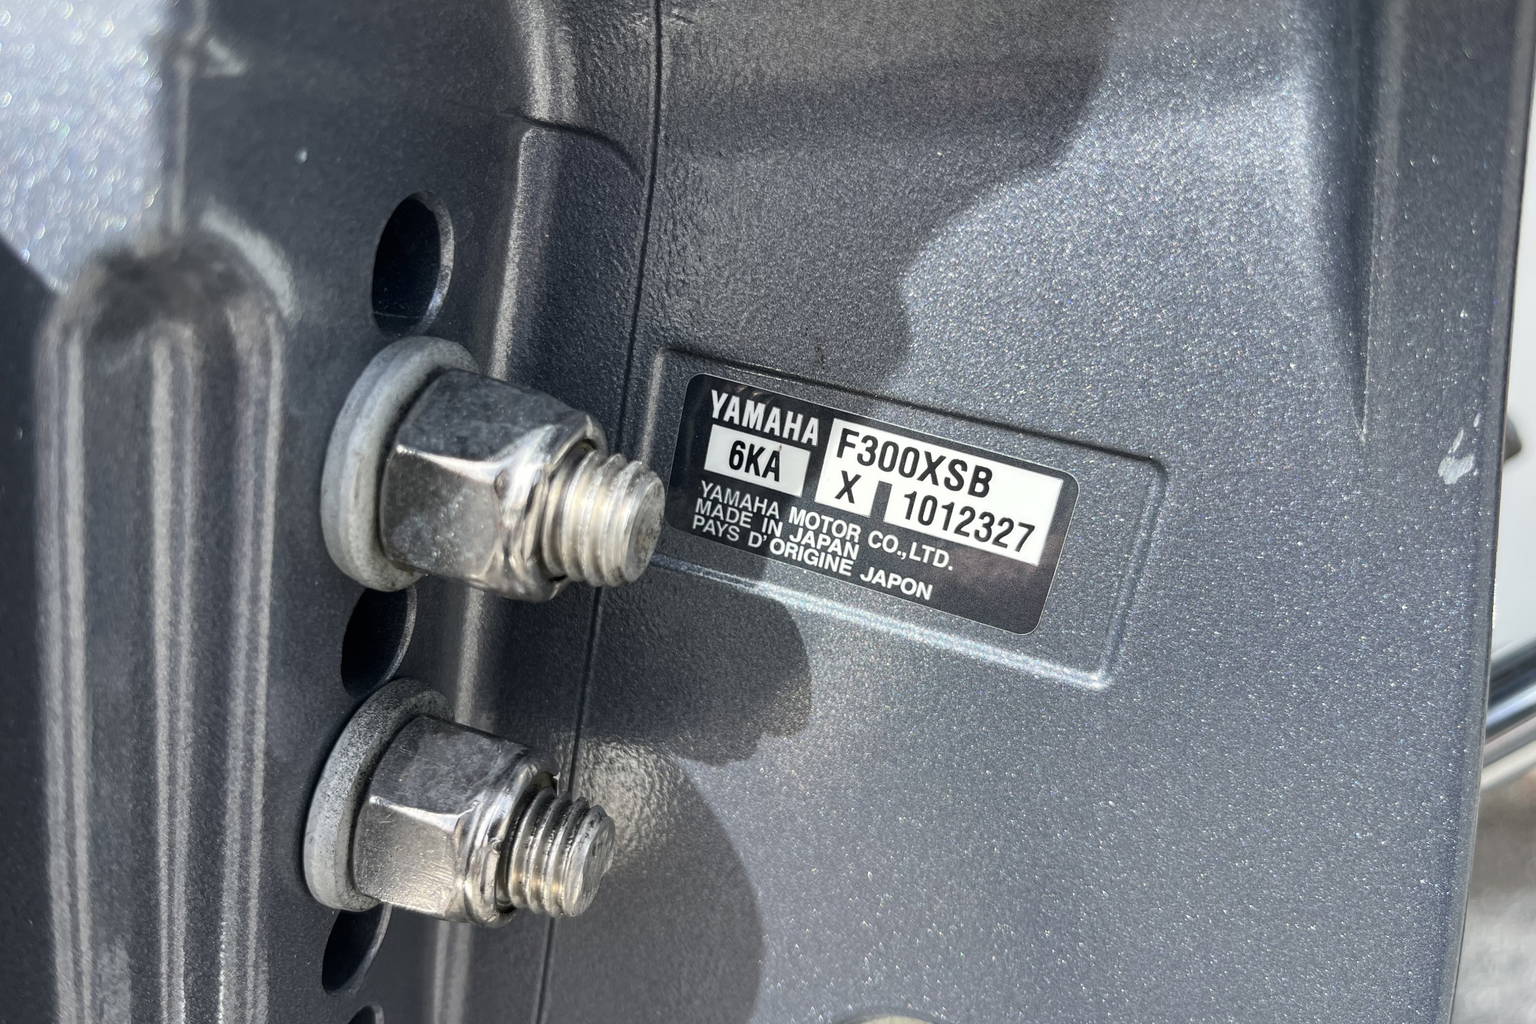 YAMAHA
6KA
F300XSB
X 1012327
YAMAHA MOTOR CO.,LTD.
MADE IN JAPAN
PAYS D'ORIGINE JAPON